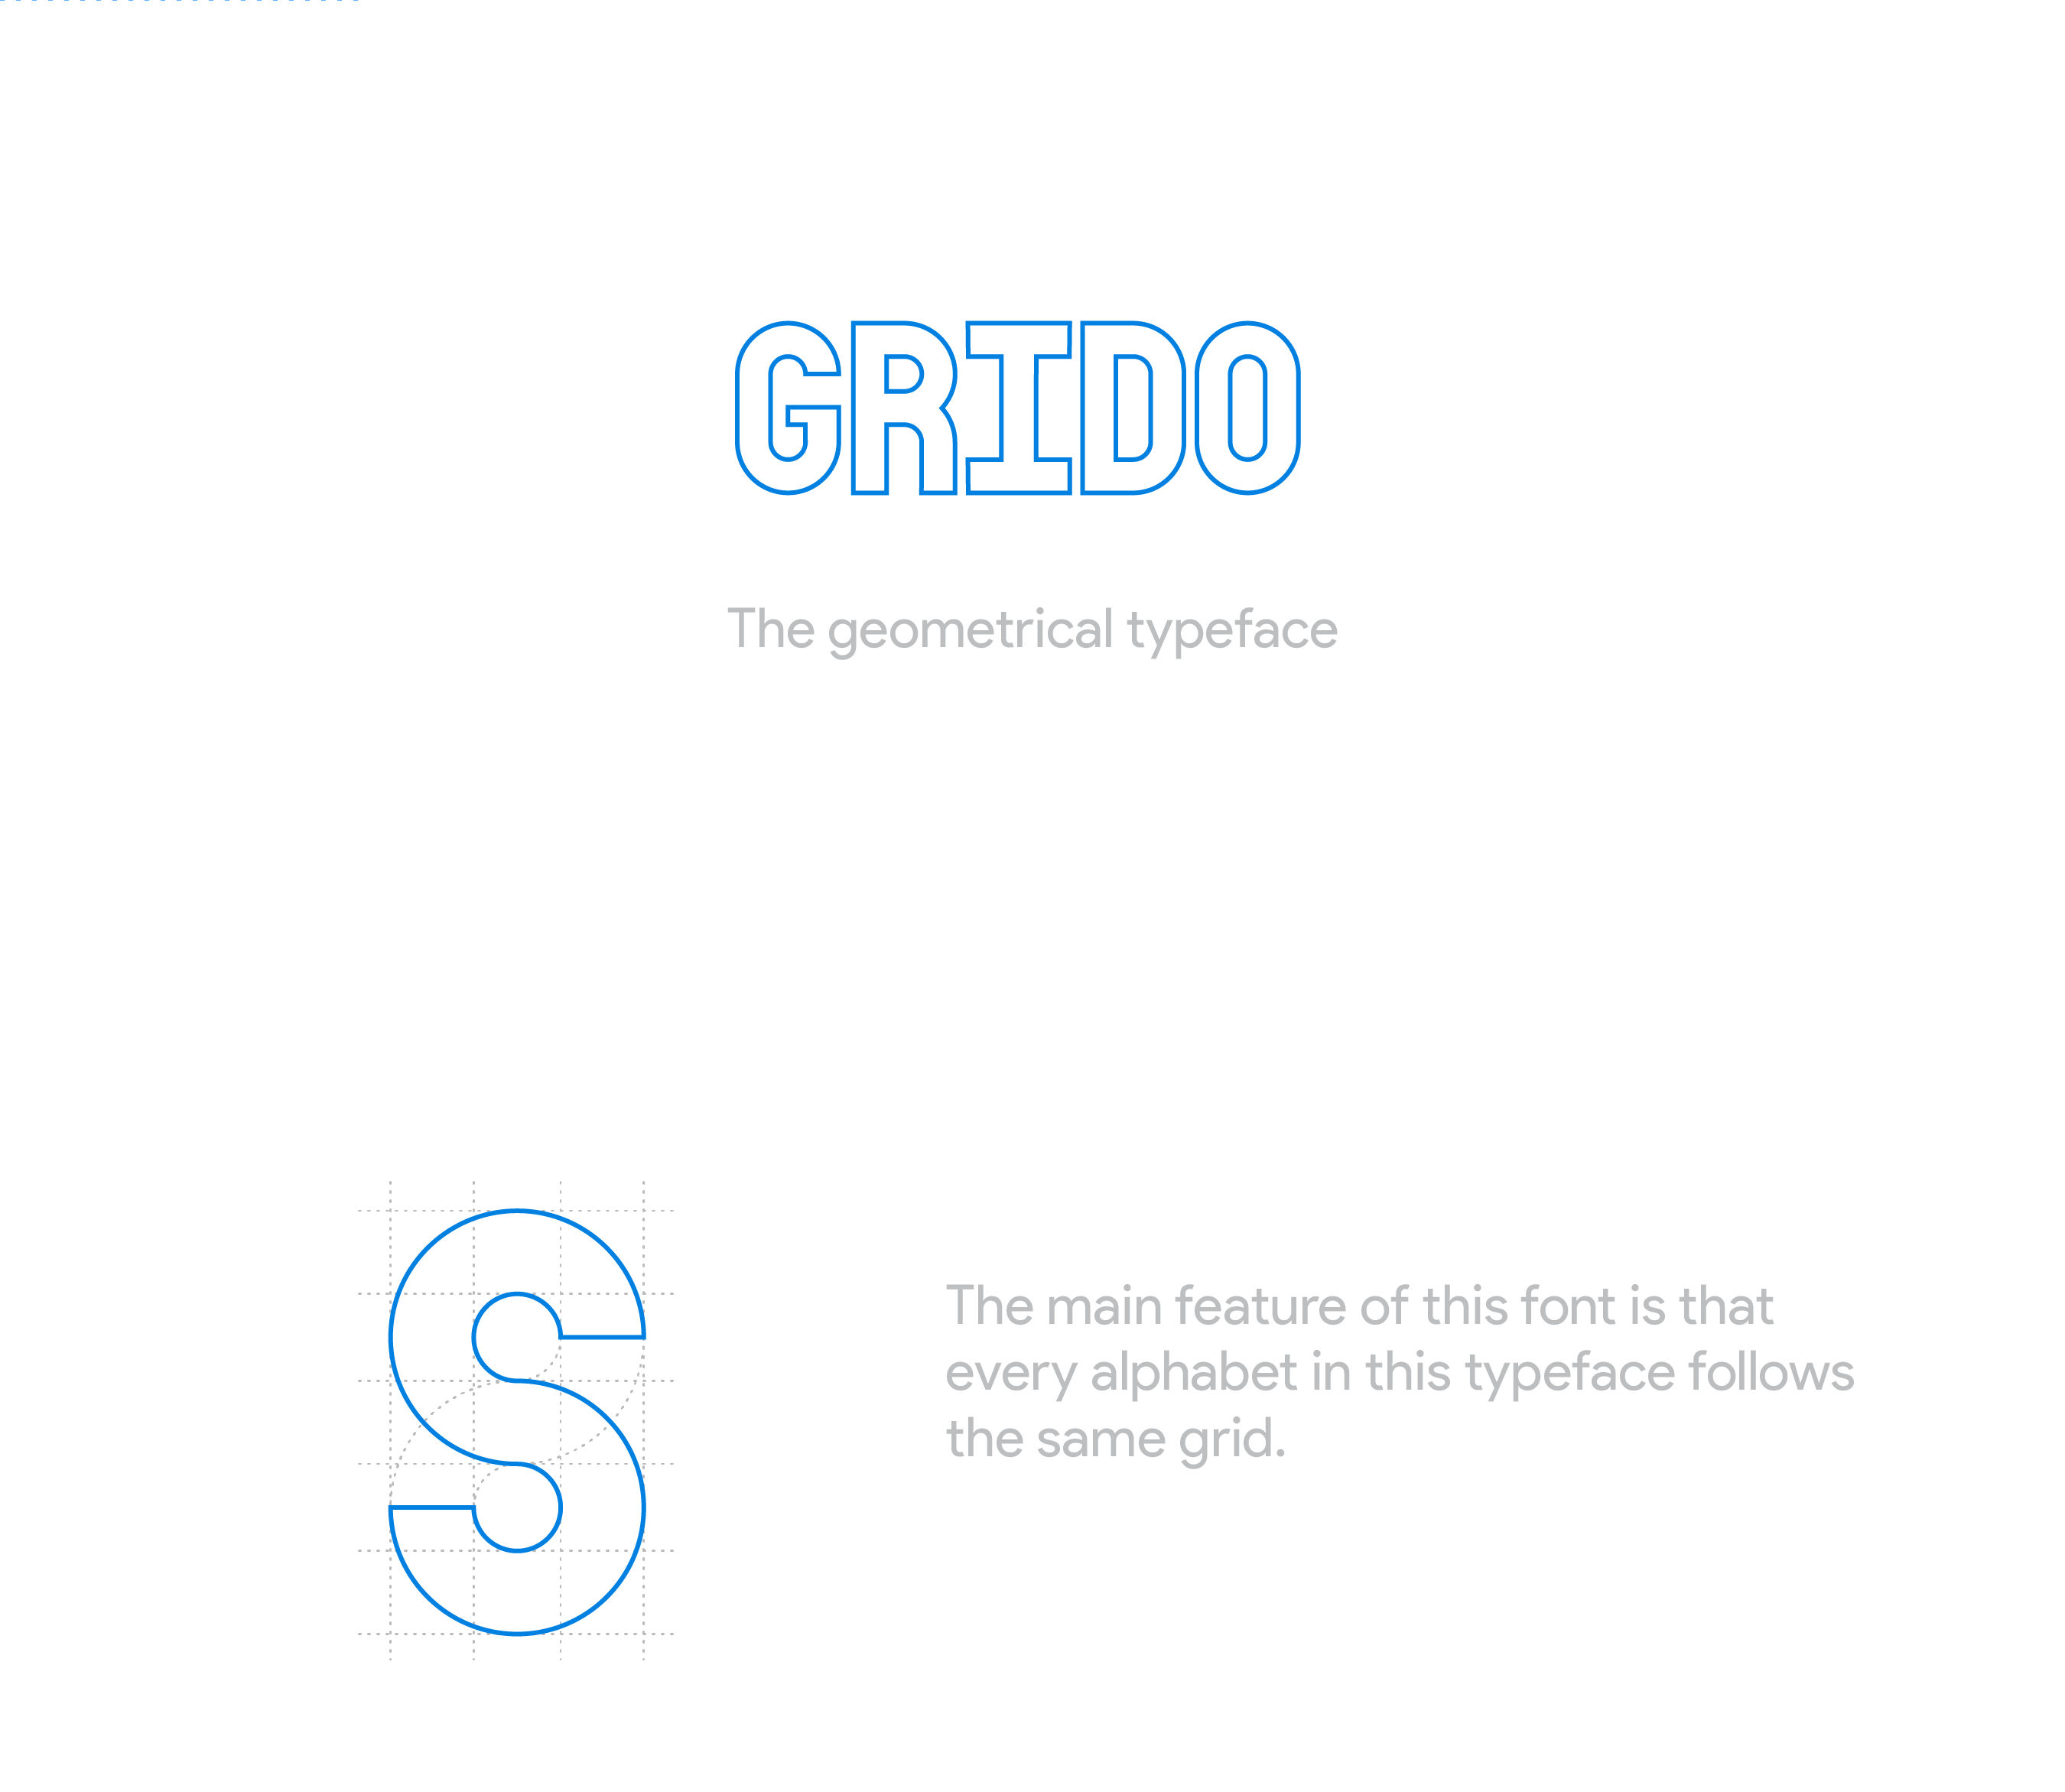 GRIDO
The geometrical typeface
S
The main feature of this font is that
every alphabet in this typeface follows
the same grid.